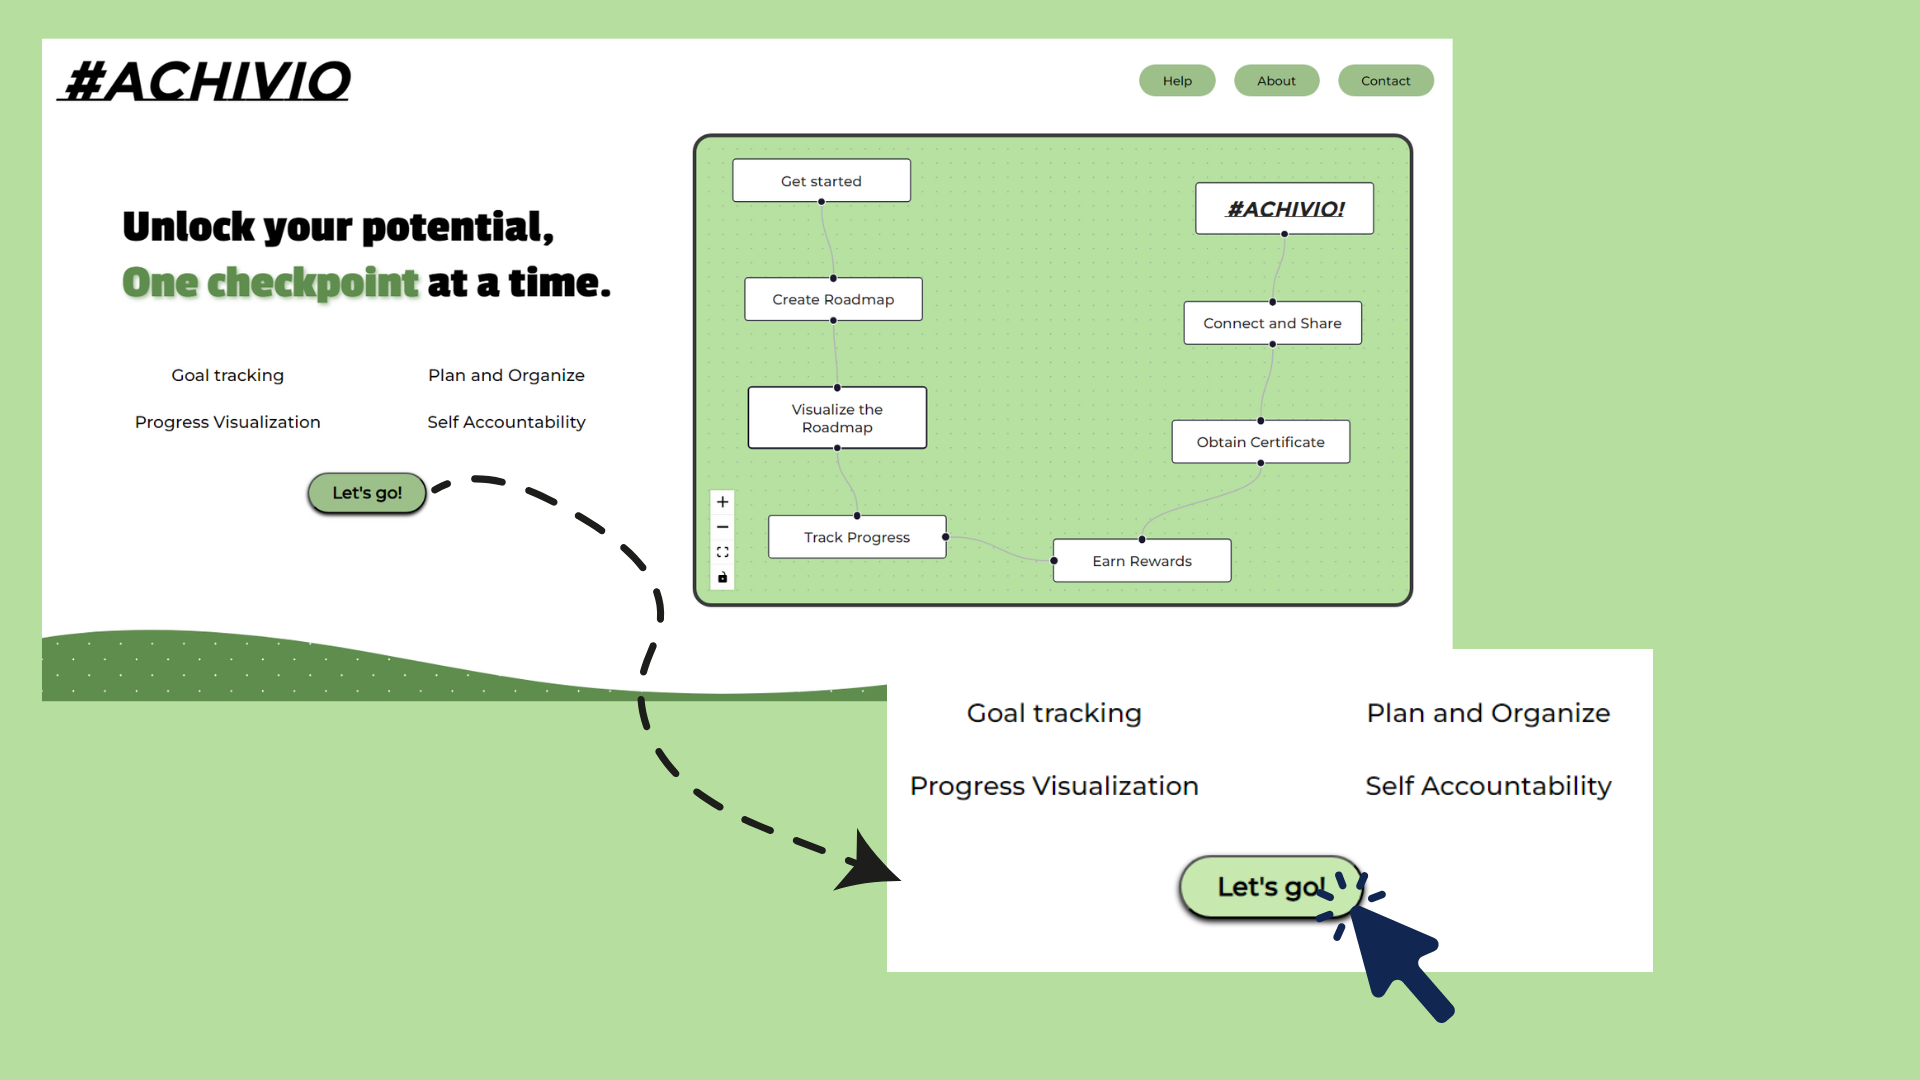 #ACHIVIO
Help
About
Contact
Unlock your potential,
One checkpoint at a time.
Goal tracking
Plan and Organize
Progress Visualization
Self Accountability
Let's go!
Get started
Create Roadmap
Visualize the
Roadmap
Track Progress
Earn Rewards
Obtain Certificate
Connect and Share
#ACHIVIO!
Goal tracking
Plan and Organize
Progress Visualization
Self Accountability
Let's go!